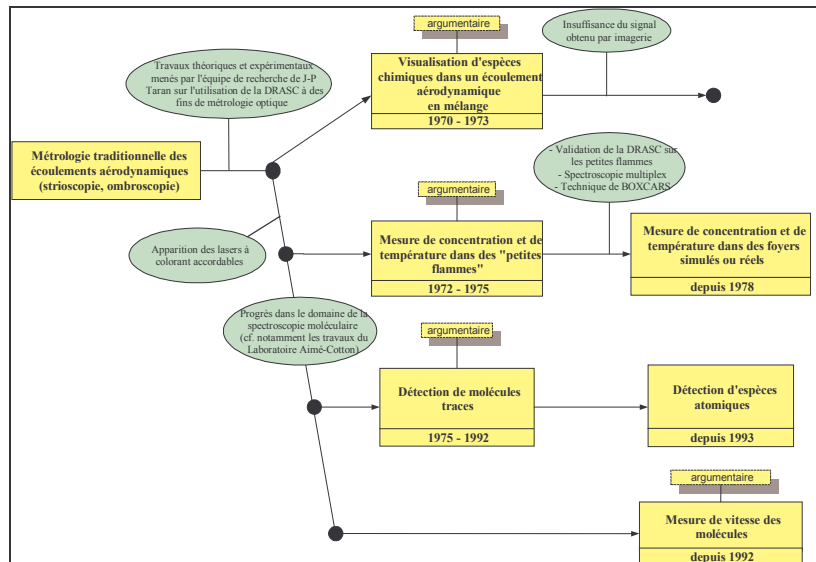 argumentaire
Insuffisance du signal
obtenu par imagerie
Travaux théoriques et expérimentaux
menés par l'équipe de recherche de J-P
Taran sur l'utilisation de la DRASC à des
fins de métrologie optique
Visualisation d'espèces
chimiques dans un écoulement
aérodynamique
en mélange
1970 - 1973
Métrologie traditionnelle des
écoulements aérodynamiques
(strioscopie, ombroscopie)
- Validation de la DRASC sur
les petites flammes
- Spectroscopie multiplex
- Technique de BOXCARS
argumentaire
Apparition des lasers à
colorant accordables
Mesure de concentration et de
température dans des "petites
flammes"
1972 - 1975
Mesure de concentration et de
température dans des foyers
simulés ou réels
depuis 1978
Progrès dans le domaine de la
spectroscopie moléculaire
(cf. notamment les travaux du
Laboratoire Aimé-Cotton)
argumentaire
Détection de molécules
traces
1975 - 1992
Détection d'espèces
atomiques
depuis 1993
argumentaire
Mesure de vitesse des
molécules
depuis 1992